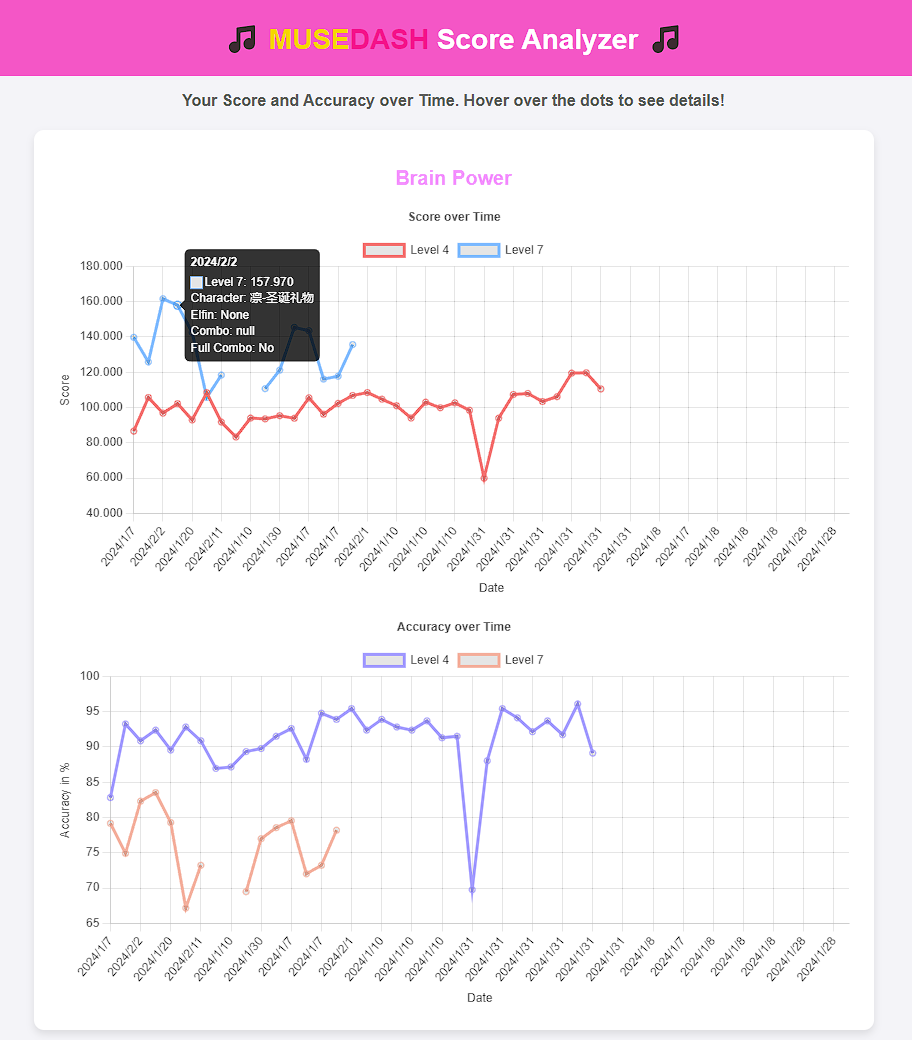 MUSEDASH Score Analyzer
Your Score and Accuracy over Time. Hover over the dots to see details!
Brain Power
Score over Time
Level 4 Level 7
2024/2/2
Level 7: 157.970
Character: 凛-圣诞礼物
Elfin: None
Combo: null
Full Combo: No
180.000
160.000
140.000
120.000
100.000
80.000
60.000
40.000
Score
2024/1/7 2024/2/2 2024/1/20 2024/2/11 2024/1/10 2024/1/30 2024/1/7 2024/1/7 2024/2/1 2024/1/10 2024/1/10 2024/1/10 2024/1/31 2024/1/31 2024/1/31 2024/1/31 2024/1/31 2024/1/31 2024/1/8 2024/1/7 2024/1/8 2024/1/8 2024/1/8 2024/1/28 2024/1/28
Date
Accuracy over Time
Level 4 Level 7
100
95
90
85
80
75
70
65
Accuracy in %
2024/1/7 2024/2/2 2024/1/20 2024/2/11 2024/1/10 2024/1/30 2024/1/7 2024/1/7 2024/2/1 2024/1/10 2024/1/10 2024/1/10 2024/1/31 2024/1/31 2024/1/31 2024/1/31 2024/1/31 2024/1/31 2024/1/8 2024/1/7 2024/1/8 2024/1/8 2024/1/8 2024/1/28 2024/1/28
Date